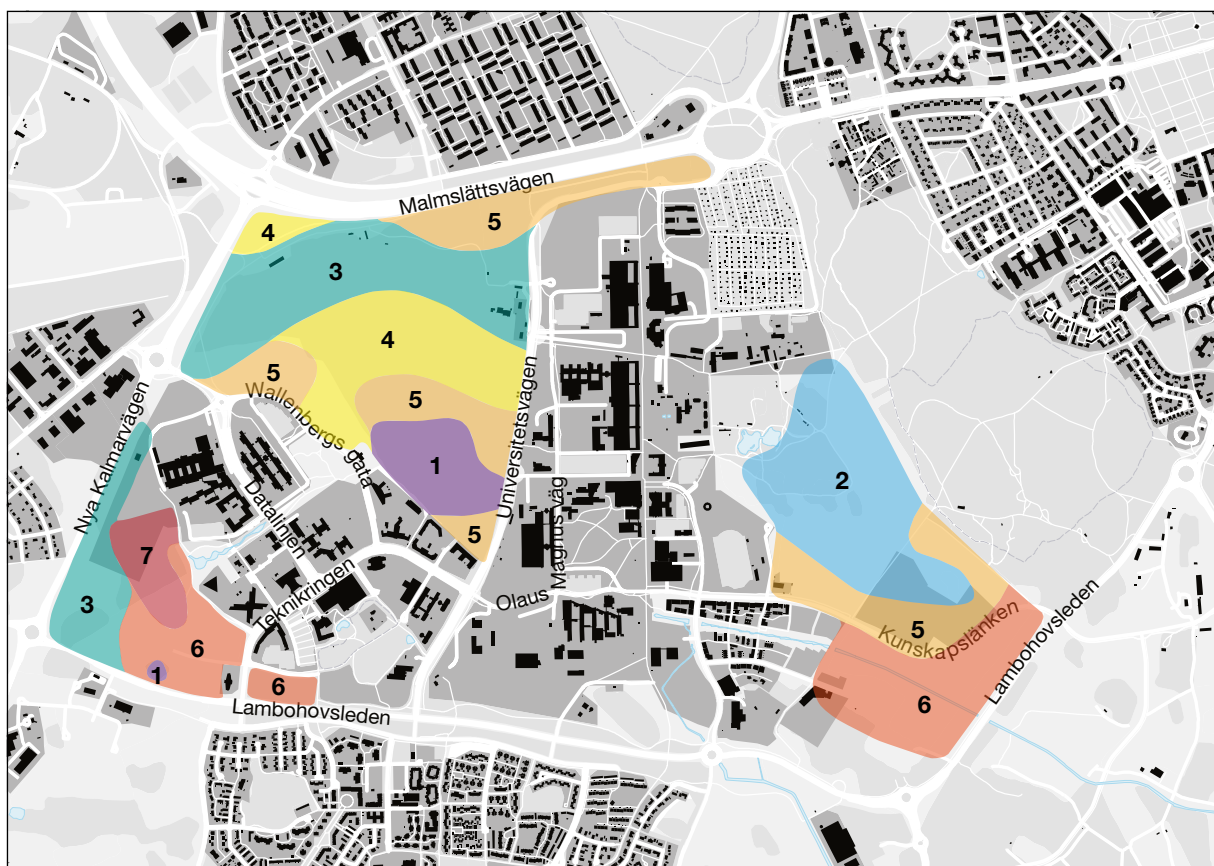 Malmslättsvägen
5
4
3
4
5
Wallenbergs gata
5
Universitetsvägen
Nya Kalmarvägen
1
2
Datalinjen
Olaus Magnus väg
5
7
Teknikringen
3
6
5
Kunskapslänken
1
6
Lambohovsleden
6
Lambohovsleden